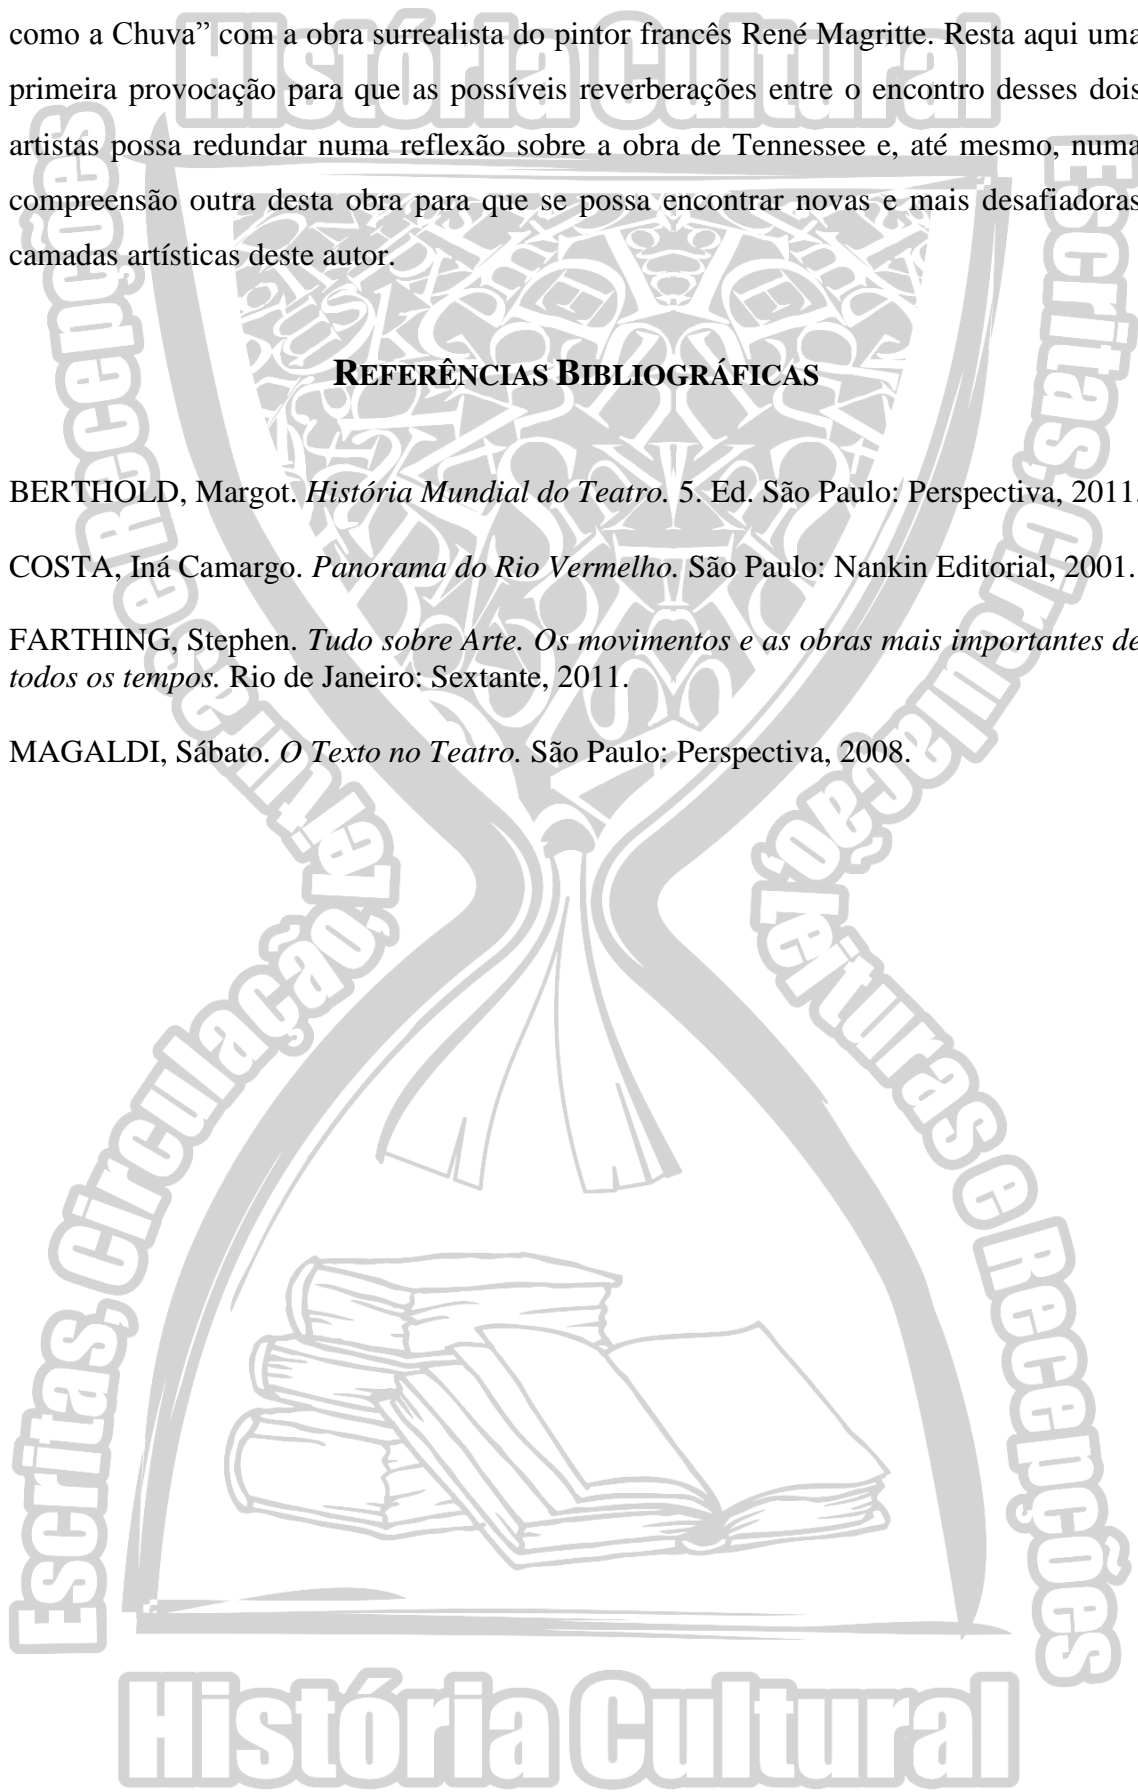 História Cultural
como a Chuva” com a obra surrealista do pintor francês René Magritte. Resta aqui uma
primeira provocação para que as possíveis reverberações entre o encontro desses dois
artistas possa redundar numa reflexão sobre a obra de Tennessee e, até mesmo, numa
compreensão outra desta obra para que se possa encontrar novas e mais desafiadoras
camadas artísticas deste autor.
REFERÊNCIAS BIBLIOGRÁFICAS
BERTHOLD, Margot. História Mundial do Teatro. 5. Ed. São Paulo: Perspectiva, 2011.
COSTA, Iná Camargo. Panorama do Rio Vermelho. São Paulo: Nankin Editorial, 2001.
FARTHING, Stephen. Tudo sobre Arte. Os movimentos e as obras mais importantes de
todos os tempos. Rio de Janeiro: Sextante, 2011.
MAGALDI, Sábato. O Texto no Teatro. São Paulo: Perspectiva, 2008.
Escritas, Circulação, Leituras e Recepções
Escritas, Circulação, Leituras e Recepções
História Cultural